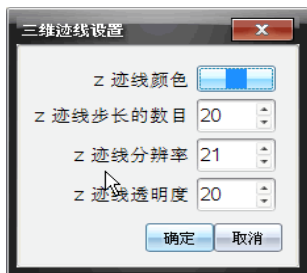 三维迹线设置
z 迹线颜色
z 迹线步长的数目 20
z 迹线分辨率 21
z 迹线透明度 20
确定 取消